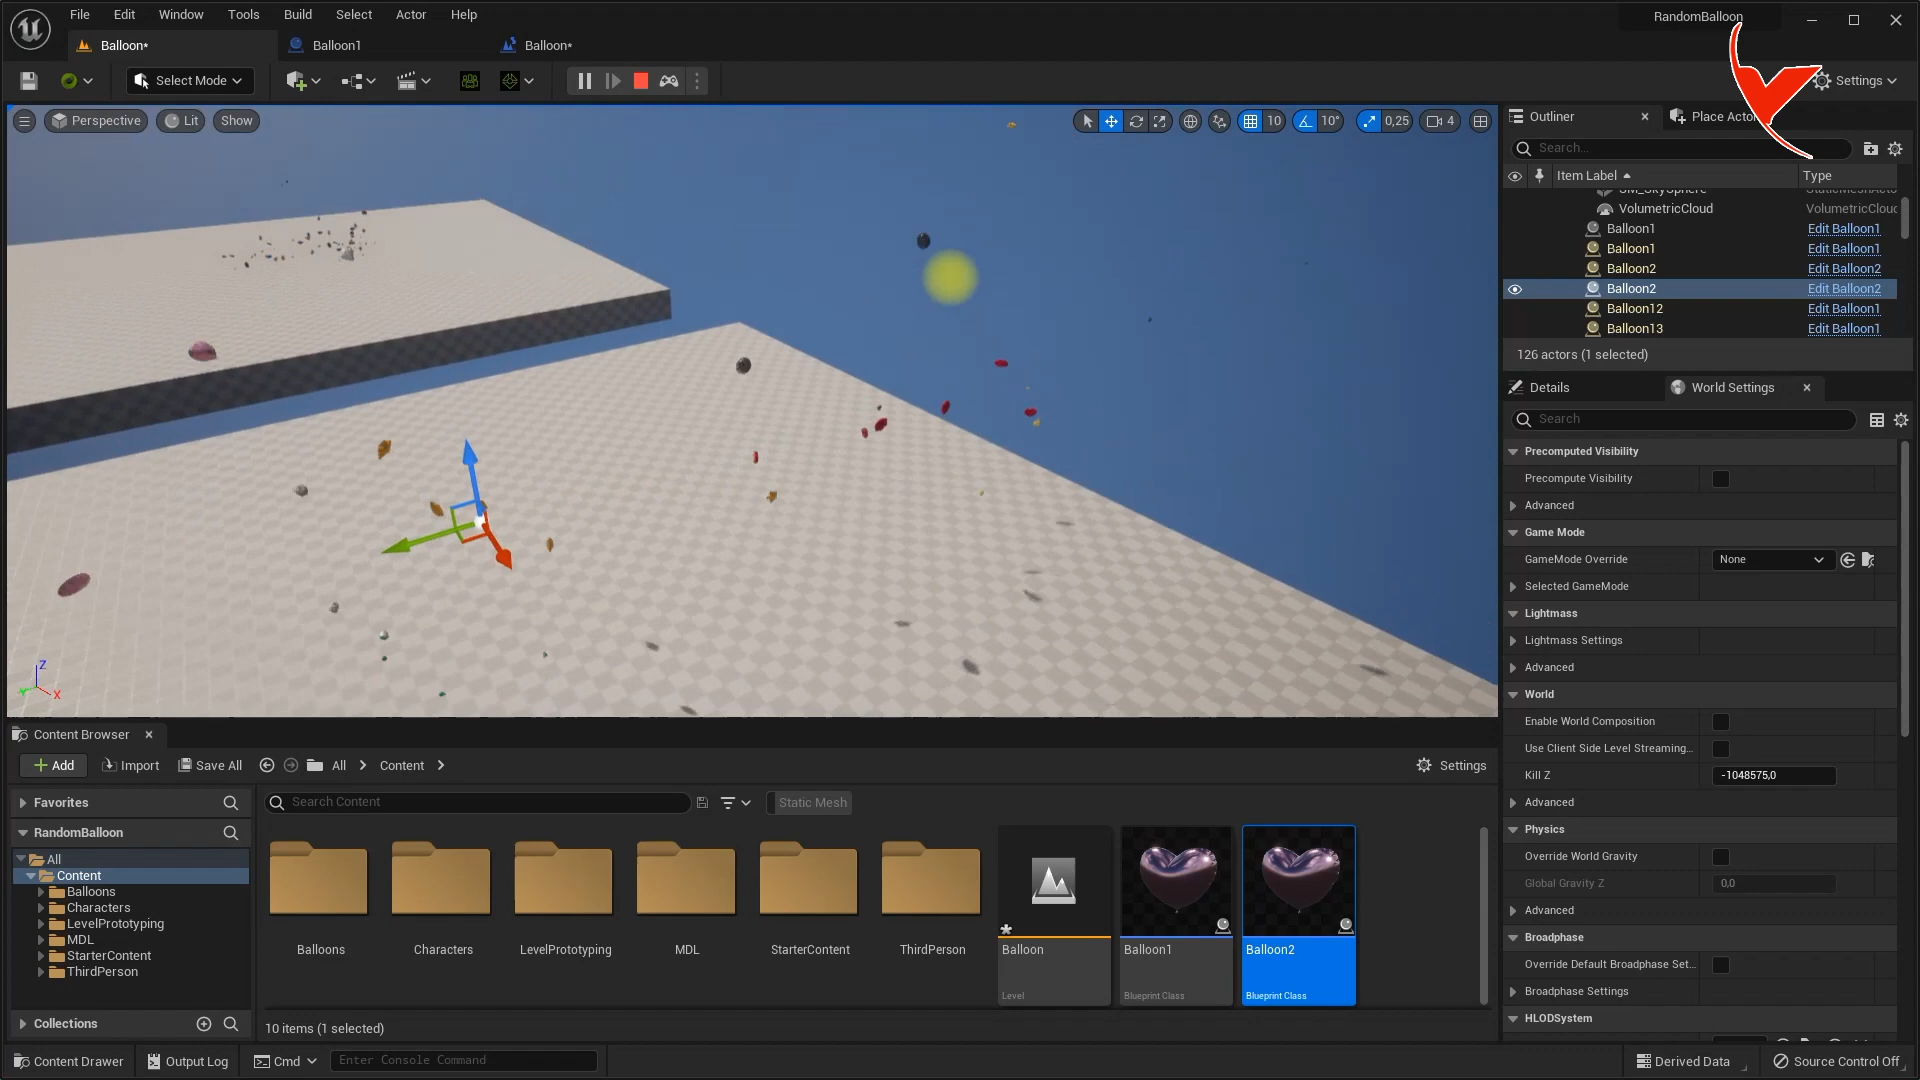 File Edit Window Tools Build Select Actor Help
RandomBalloon
Balloon* Balloon1 Balloon*
Select Mode
Settings
Perspective Lit Show
10 10° 0,25 4
Outliner
Place Acto
Search...
Item Label Type
SM_SkySphere StaticMeshActo
VolumetricCloud VolumetricCloud
Balloon1 Edit Balloon1
Balloon1 Edit Balloon1
Balloon2 Edit Balloon2
Balloon2 Edit Balloon2
Balloon12 Edit Balloon1
Balloon13 Edit Balloon1
126 actors (1 selected)
Details World Settings
Search
Precomputed Visibility
Precompute Visibility
Advanced
Game Mode
GameMode Override None
Selected GameMode
Lightmass
Lightmass Settings
Advanced
World
Enable World Composition
Use Client Side Level Streaming...
Kill Z -1048575,0
Advanced
Physics
Override World Gravity
Global Gravity Z 0,0
Advanced
Broadphase
Override Default Broadphase Set...
Broadphase Settings
HLODSystem
Z
Y
X
Content Browser
Add Import Save All All Content Settings
Favorites
RandomBalloon
All
Content
Balloons
Characters
LevelPrototyping
MDL
StarterContent
ThirdPerson
Collections
Search Content
Static Mesh
Balloons Characters LevelPrototyping MDL StarterContent ThirdPerson Balloon Balloon1 Balloon2
Level Blueprint Class Blueprint Class
10 items (1 selected)
Content Drawer Output Log Cmd Enter Console Command Derived Data Source Control Off